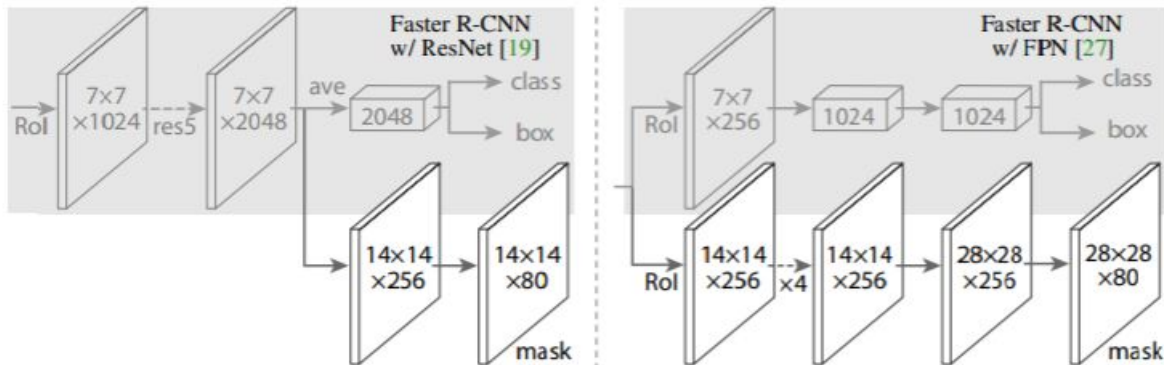 Faster R-CNN
w/ ResNet [19]
RoI
7×7
×1024
res5
7×7
×2048
ave
2048
class
box
14×14
×256
14×14
×80
mask
Faster R-CNN
w/ FPN [27]
RoI
7×7
×256
1024
1024
class
box
RoI
14×14
×256
×4
14×14
×256
28×28
×256
28×28
×80
mask